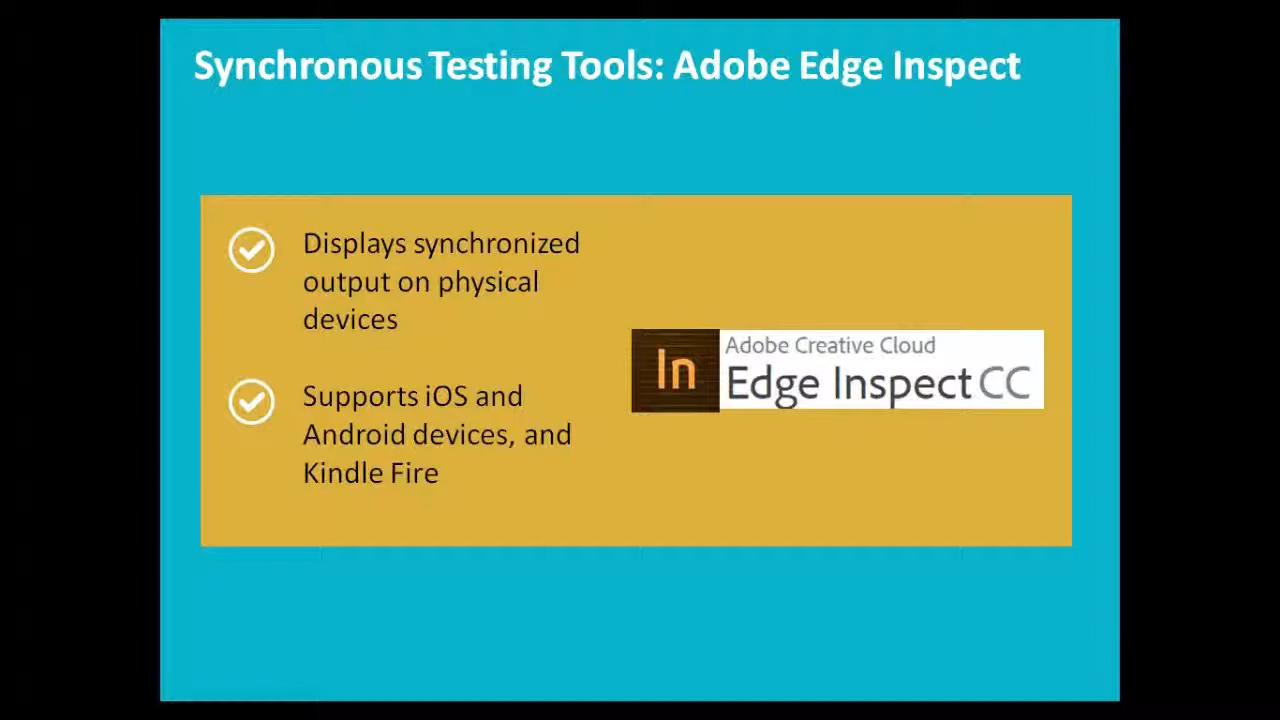 Synchronous Testing Tools: Adobe Edge Inspect
Displays synchronized
output on physical
devices
Supports iOS and
Android devices, and
Kindle Fire
In
Adobe Creative Cloud
Edge Inspect CC